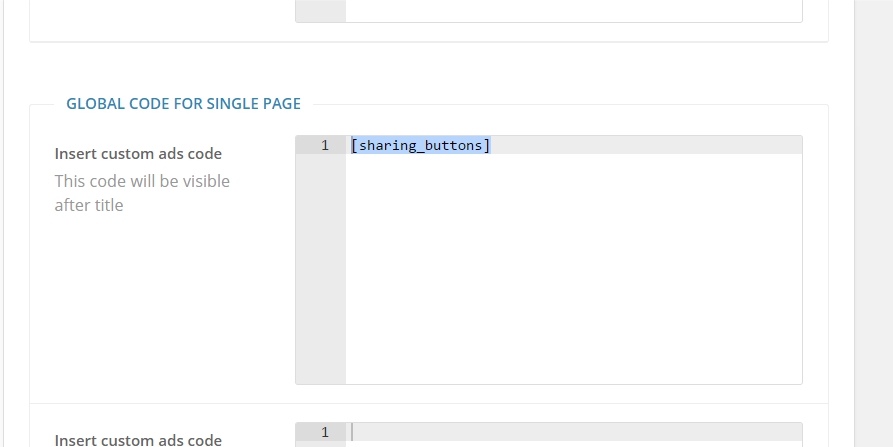 GLOBAL CODE FOR SINGLE PAGE
Insert custom ads code
This code will be visible
after title
1 [sharing_buttons]
Insert custom ads code
1